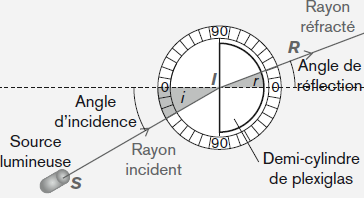 Rayon
réfracté
90
R
Angle de
réflection
I
r
0
i
0
Angle
d'incidence
Source
lumineuse
S
Rayon
incident
90
Demi-cylindre
de plexiglas